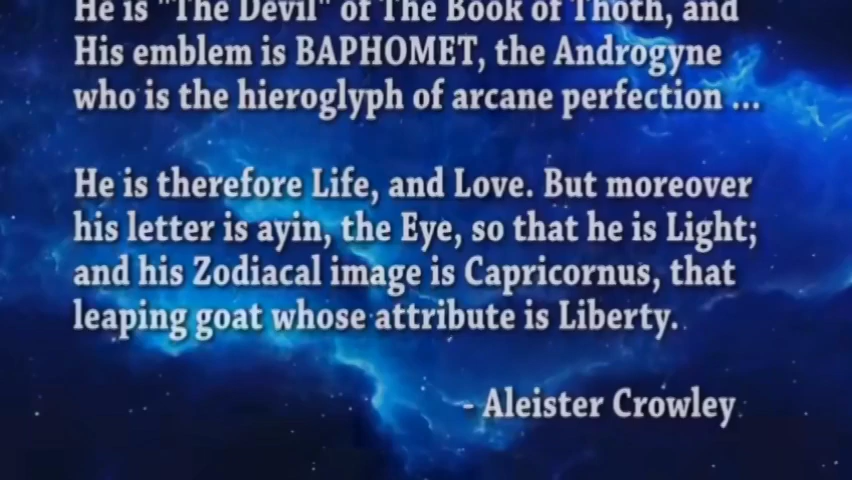 He is "The Devil" of The Book of Thoth, and
His emblem is BAPHOMET, the Androgyne
who is the hieroglyph of arcane perfection ...
He is therefore Life, and Love. But moreover
his letter is ayin, the Eye, so that he is Light;
and his Zodiacal image is Capricornus, that
leaping goat whose attribute is Liberty.
- Aleister Crowley